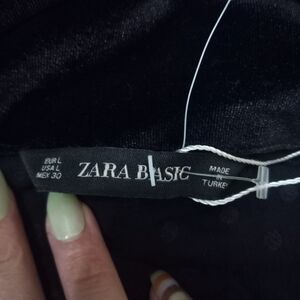 EUR L
USA L
MEX 30
ZARA BASIC
MADE
IN
TURKEY